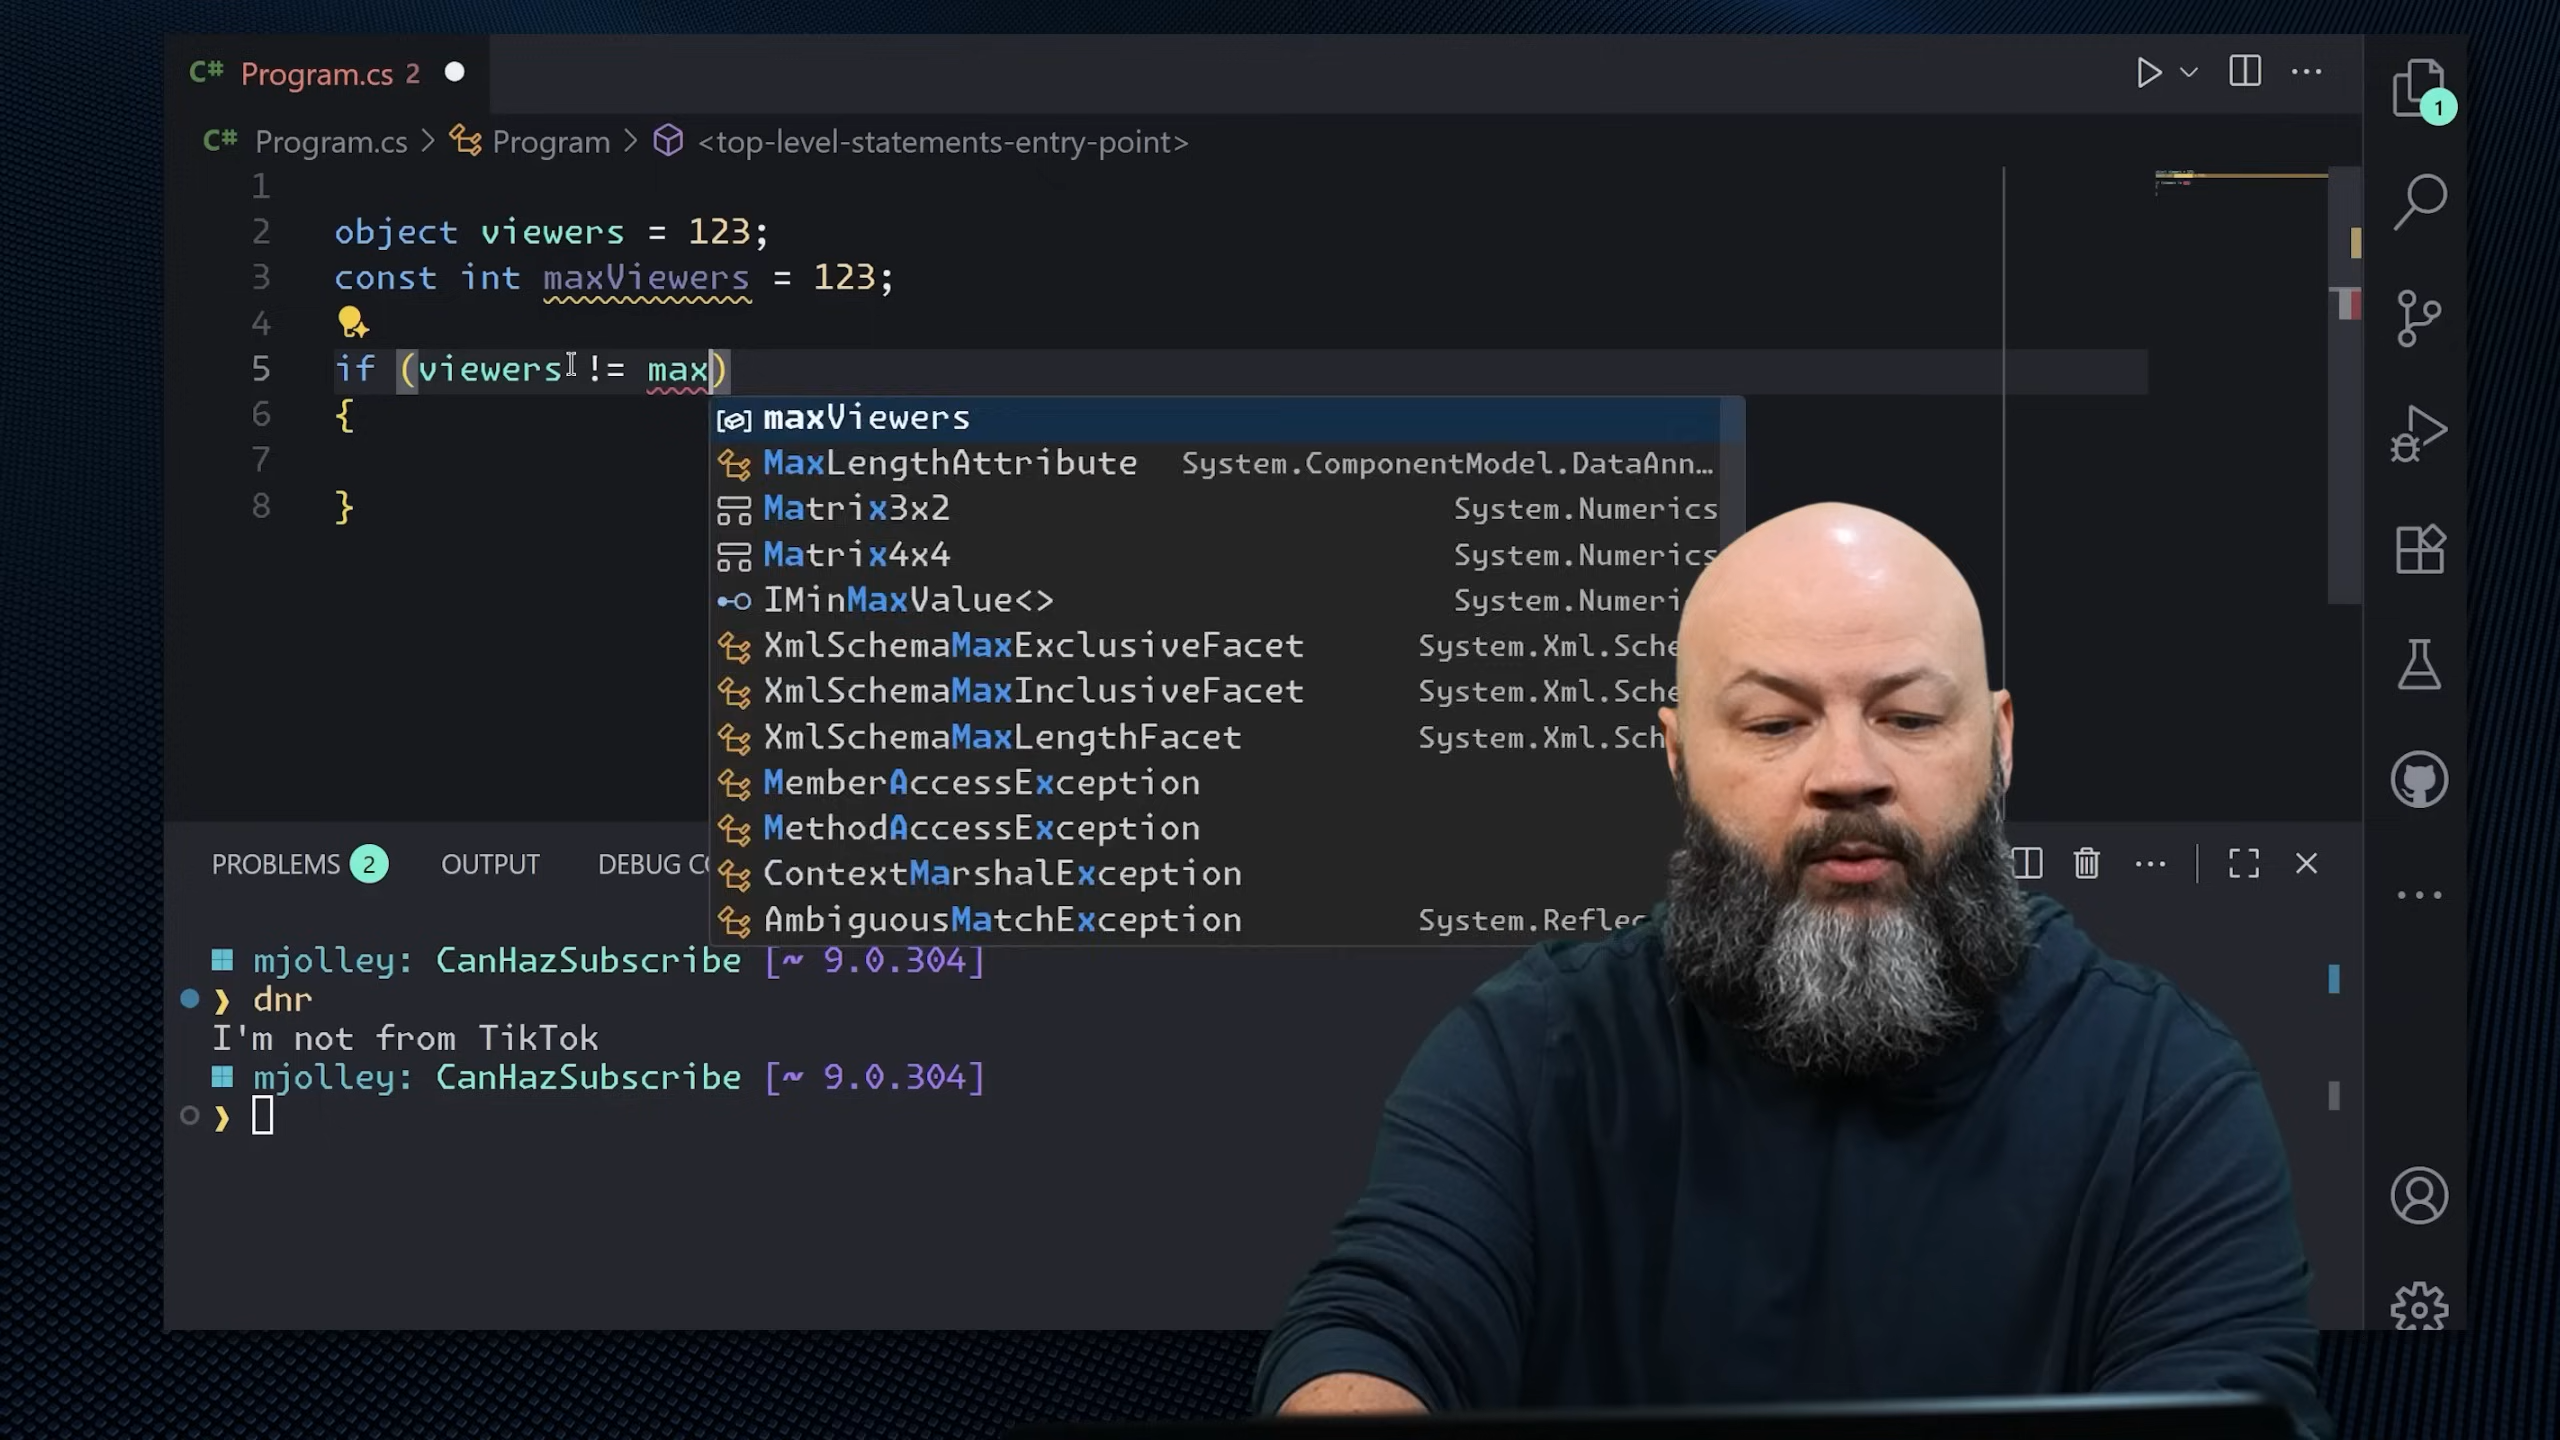 C# Program.cs 2
1
C# Program.cs > Program > <top-level-statements-entry-point>
1
2 object viewers = 123;
3 const int maxViewers = 123;
4
5 if (viewers != max)
6 {
7
8 }
maxViewers
MaxLengthAttribute System.ComponentModel.DataAnn…
Matrix3x2 System.Numerics
Matrix4x4 System.Numerics
IMinMaxValue<> System.Numeri
XmlSchemaMaxExclusiveFacet System.Xml.Sche
XmlSchemaMaxInclusiveFacet System.Xml.Sche
XmlSchemaMaxLengthFacet System.Xml.Sch
MemberAccessException
MethodAccessException
ContextMarshalException
AmbiguousMatchException System.Reflec
PROBLEMS 2 OUTPUT DEBUG CO
mjolley: CanHazSubscribe [~ 9.0.304]
❯ dnr
I'm not from TikTok
mjolley: CanHazSubscribe [~ 9.0.304]
❯